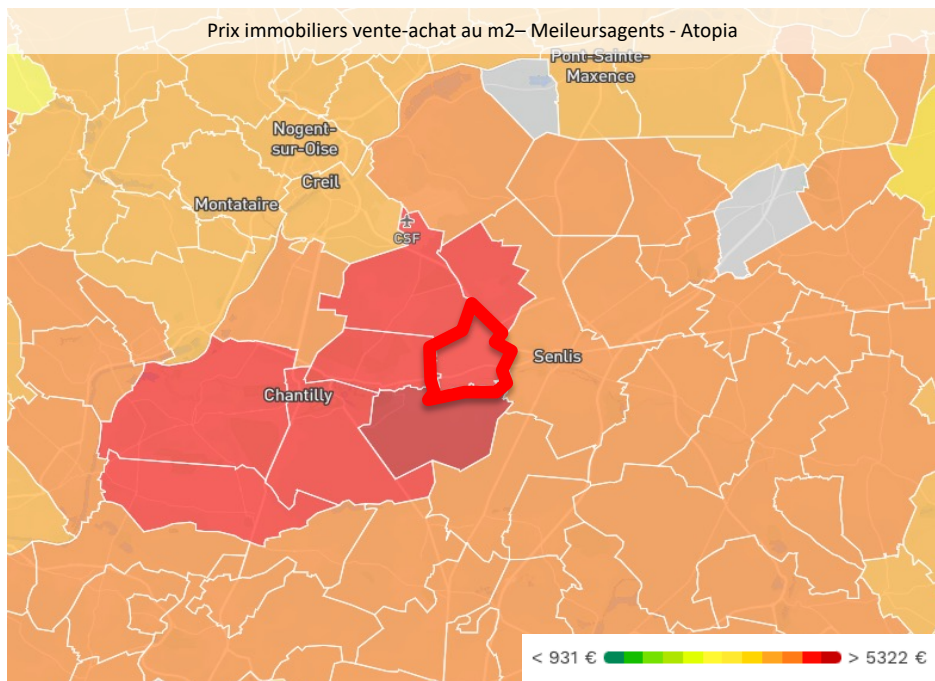 Prix immobiliers vente-achat au m2– Meileursagents - Atopia
Pont-Sainte-
Maxence
Nogent-
sur-Oise
Creil
Montataire
CSF
Senlis
Chantilly
< 931 € > 5322 €